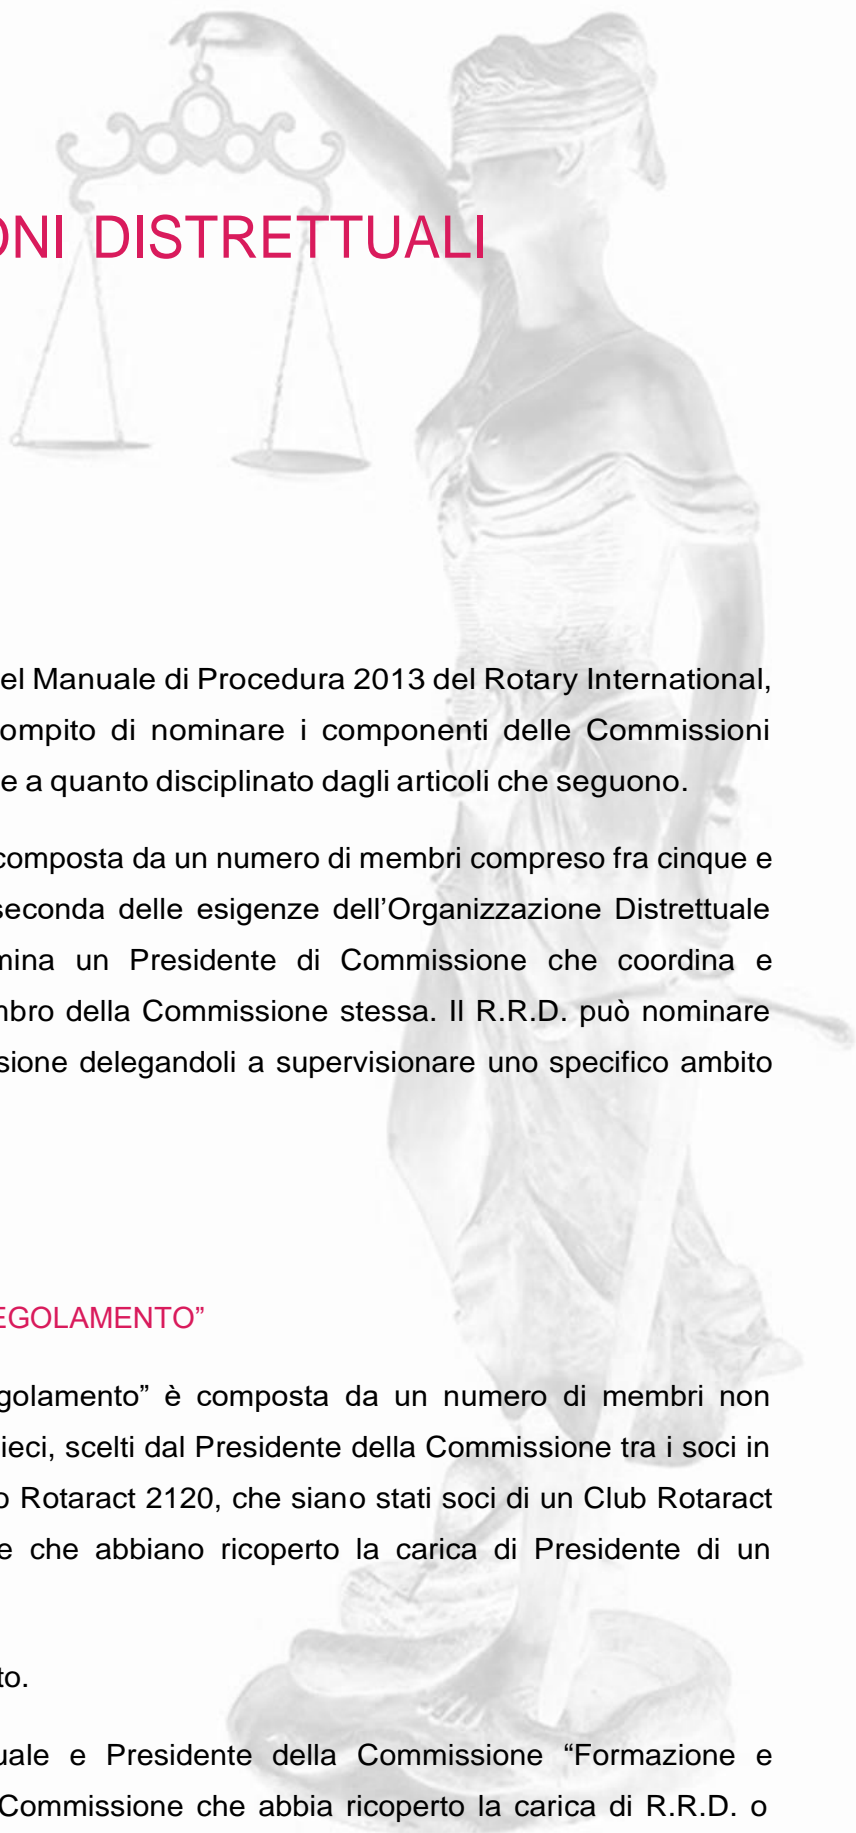 ONI DISTRETTUALI
el Manuale di Procedura 2013 del Rotary International,
ompito di nominare i componenti delle Commissioni
e a quanto disciplinato dagli articoli che seguono.
composta da un numero di membri compreso fra cinque e
seconda delle esigenze dell’Organizzazione Distrettuale
mina un Presidente di Commissione che coordina e
mbro della Commissione stessa. Il R.R.D. può nominare
sione delegandoli a supervisionare uno specifico ambito
EGOLAMENTO”
golamento” è composta da un numero di membri non
ieci, scelti dal Presidente della Commissione tra i soci in
o Rotaract 2120, che siano stati soci di un Club Rotaract
e che abbiano ricoperto la carica di Presidente di un
to.
uale e Presidente della Commissione “Formazione e
Commissione che abbia ricoperto la carica di R.R.D. o